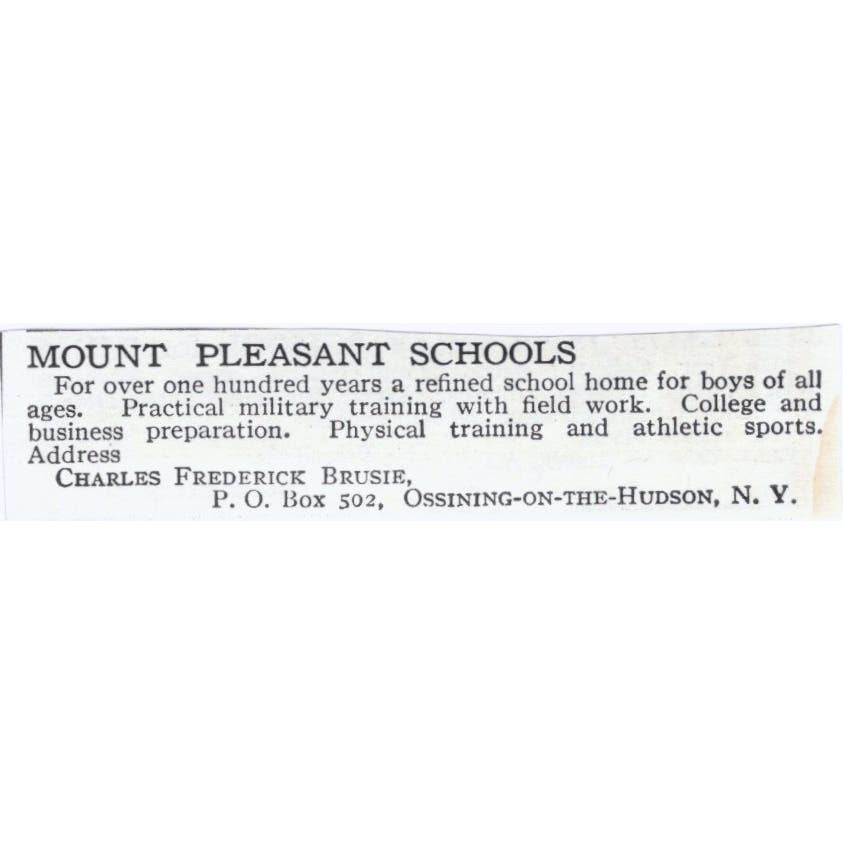 MOUNT PLEASANT SCHOOLS
For over one hundred years a refined school home for boys of all
ages. Practical military training with field work. College and
business preparation. Physical training and athletic sports.
Address
CHARLES FREDERICK BRUSIE,
P. O. Box 502, OSSINING-ON-THE-HUDSON, N. Y.